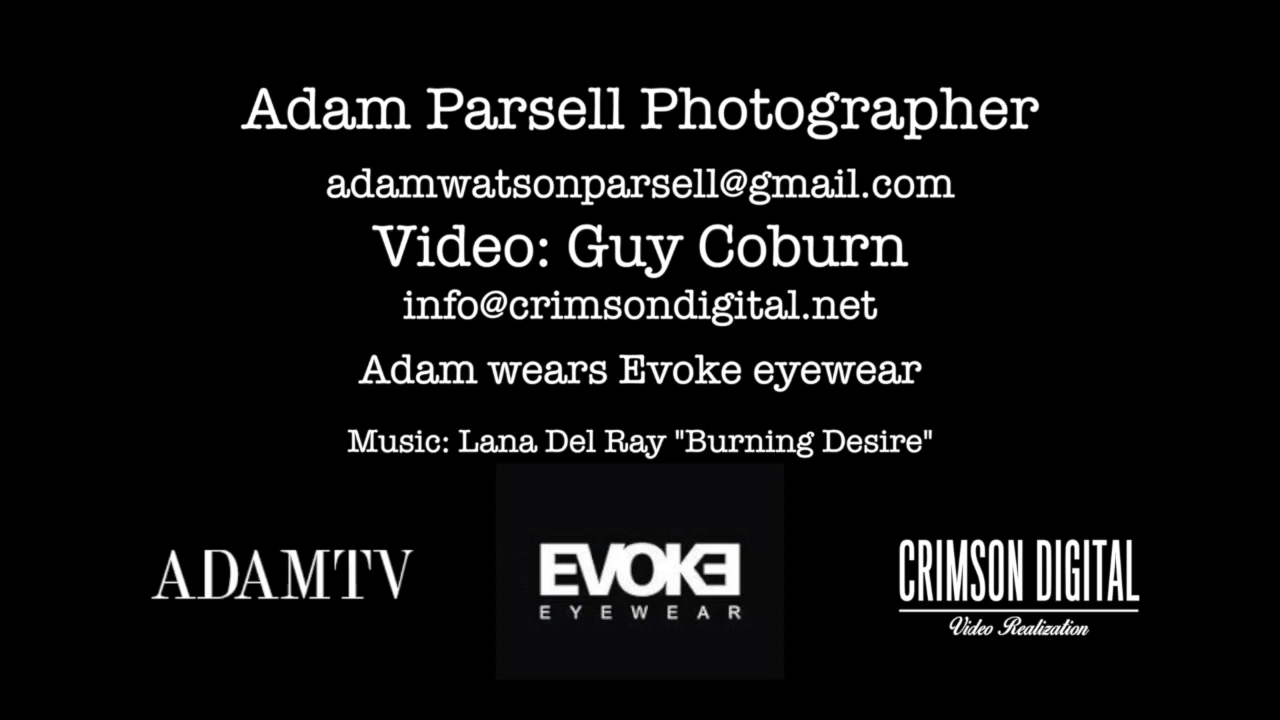 Adam Parsell Photographer
adamwatsonparsell@gmail.com
Video: Guy Coburn
info@crimsondigital.net
Adam wears Evoke eyewear
Music: Lana Del Ray "Burning Desire"
ADAMTV
EVOKE
EYEWEAR
CRIMSON DIGITAL
Video Realization